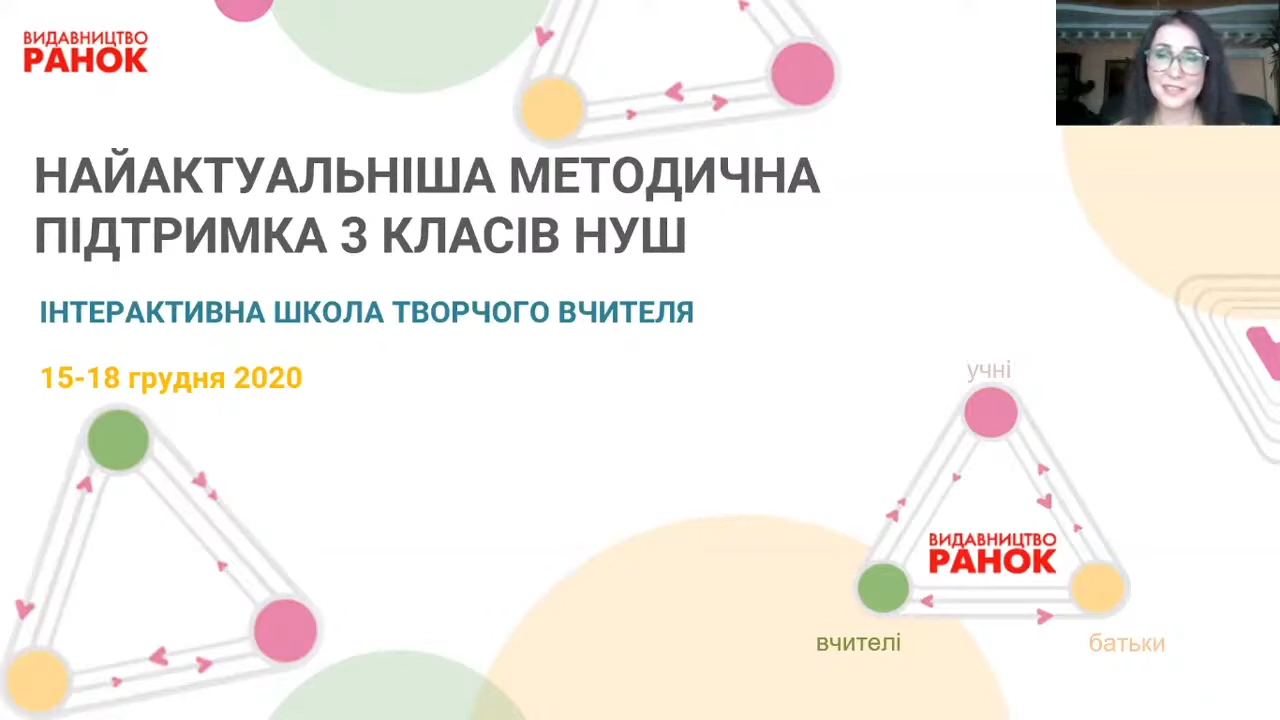 ВИДАВНИЦТВО
РАНОК
НАЙАКТУАЛЬНІША МЕТОДИЧНА
ПІДТРИМКА 3 КЛАСІВ НУШ
ІНТЕРАКТИВНА ШКОЛА ТВОРЧОГО ВЧИТЕЛЯ
15-18 грудня 2020
учні
ВИДАВНИЦТВО
РАНОК
вчителі
батьки